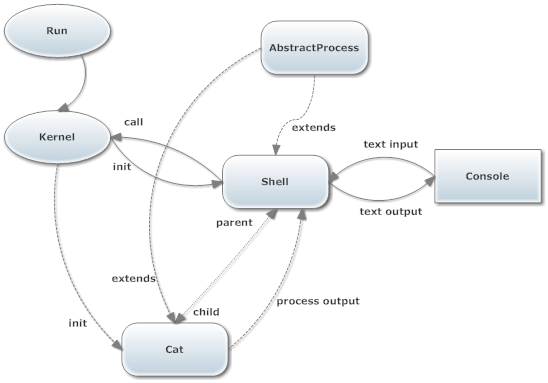 Run
AbstractProcess
call
Kernel
extends
text input
init
Shell
Console
text output
parent
extends
child
process output
init
Cat